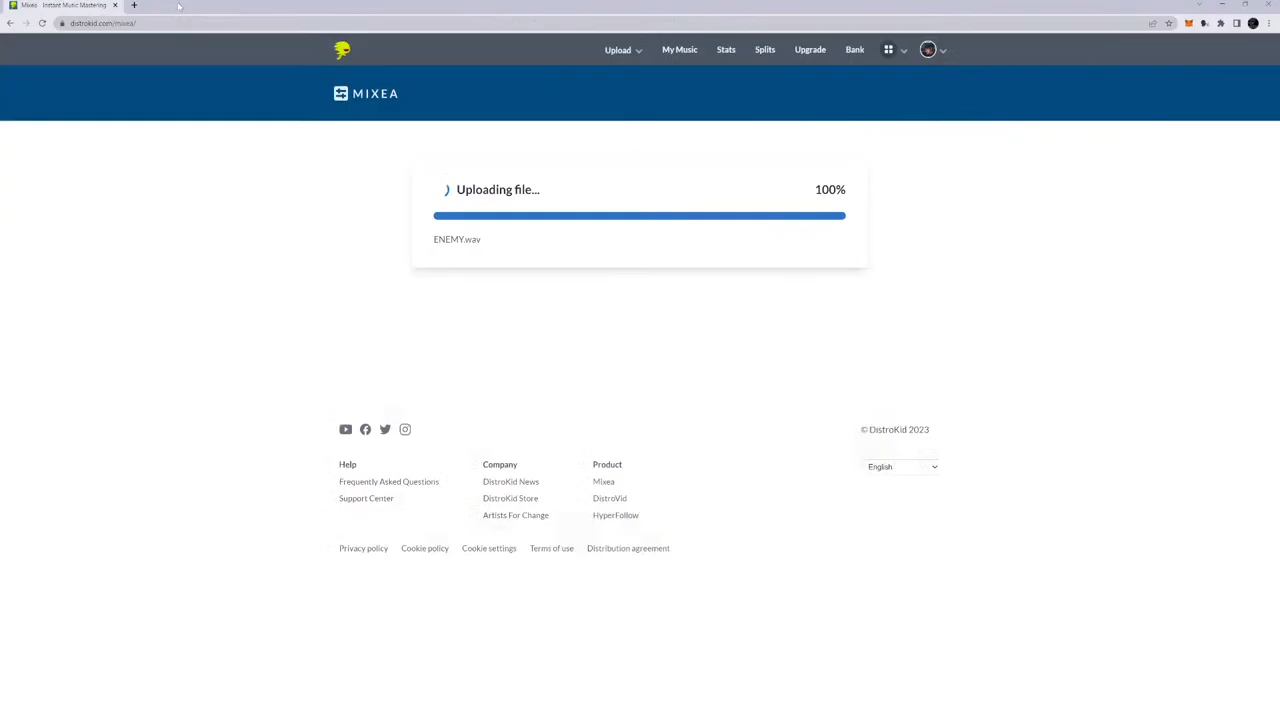 Mixea - Instant Music Mastering
distrokid.com/mixea/
Upload
My Music
Stats
Splits
Upgrade
Bank
MIXEA
Uploading file...
100%
ENEMY.wav
© DistroKid 2023
English
Help
Frequently Asked Questions
Support Center
Company
DistroKid News
DistroKid Store
Artists For Change
Product
Mixea
DistroVid
HyperFollow
Privacy policy
Cookie policy
Cookie settings
Terms of use
Distribution agreement